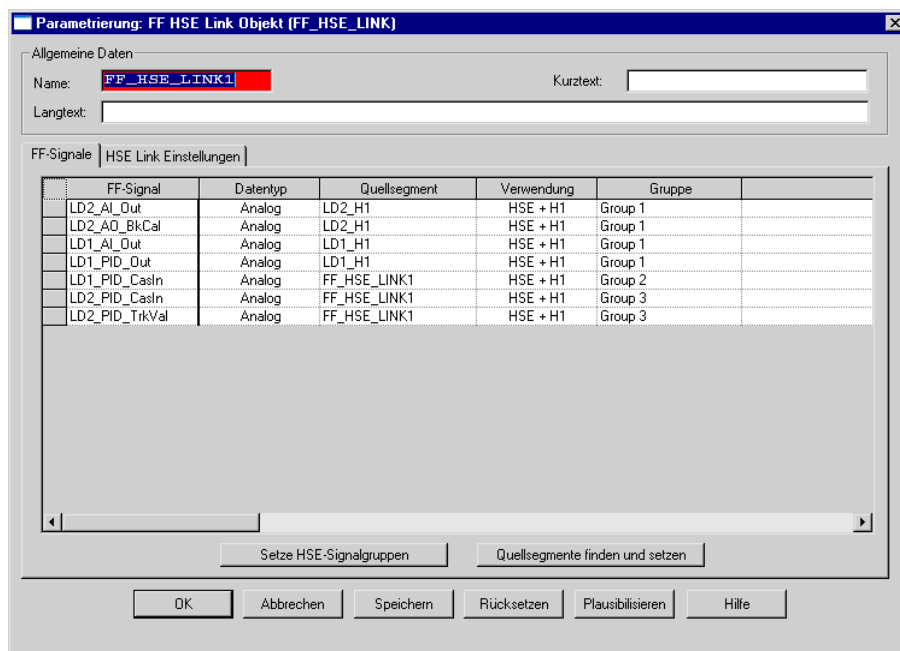 Parametrierung: FF HSE Link Objekt (FF_HSE_LINK)
Allgemeine Daten
Name: FF_HSE_LINK1 Kurztext:
Langtext:
FF-Signale HSE Link Einstellungen
FF-Signal Datentyp Quellsegment Verwendung Gruppe
LD2_AI_Out Analog LD2_H1 HSE + H1 Group 1
LD2_AO_BkCal Analog LD2_H1 HSE + H1 Group 1
LD1_AI_Out Analog LD1_H1 HSE + H1 Group 1
LD1_PID_Out Analog LD1_H1 HSE + H1 Group 1
LD1_PID_CasIn Analog FF_HSE_LINK1 HSE + H1 Group 2
LD2_PID_CasIn Analog FF_HSE_LINK1 HSE + H1 Group 3
LD2_PID_TrkVal Analog FF_HSE_LINK1 HSE + H1 Group 3
Setze HSE-Signalgruppen Quellsegmente finden und setzen
OK Abbrechen Speichern Rücksetzen Plausibilisieren Hilfe